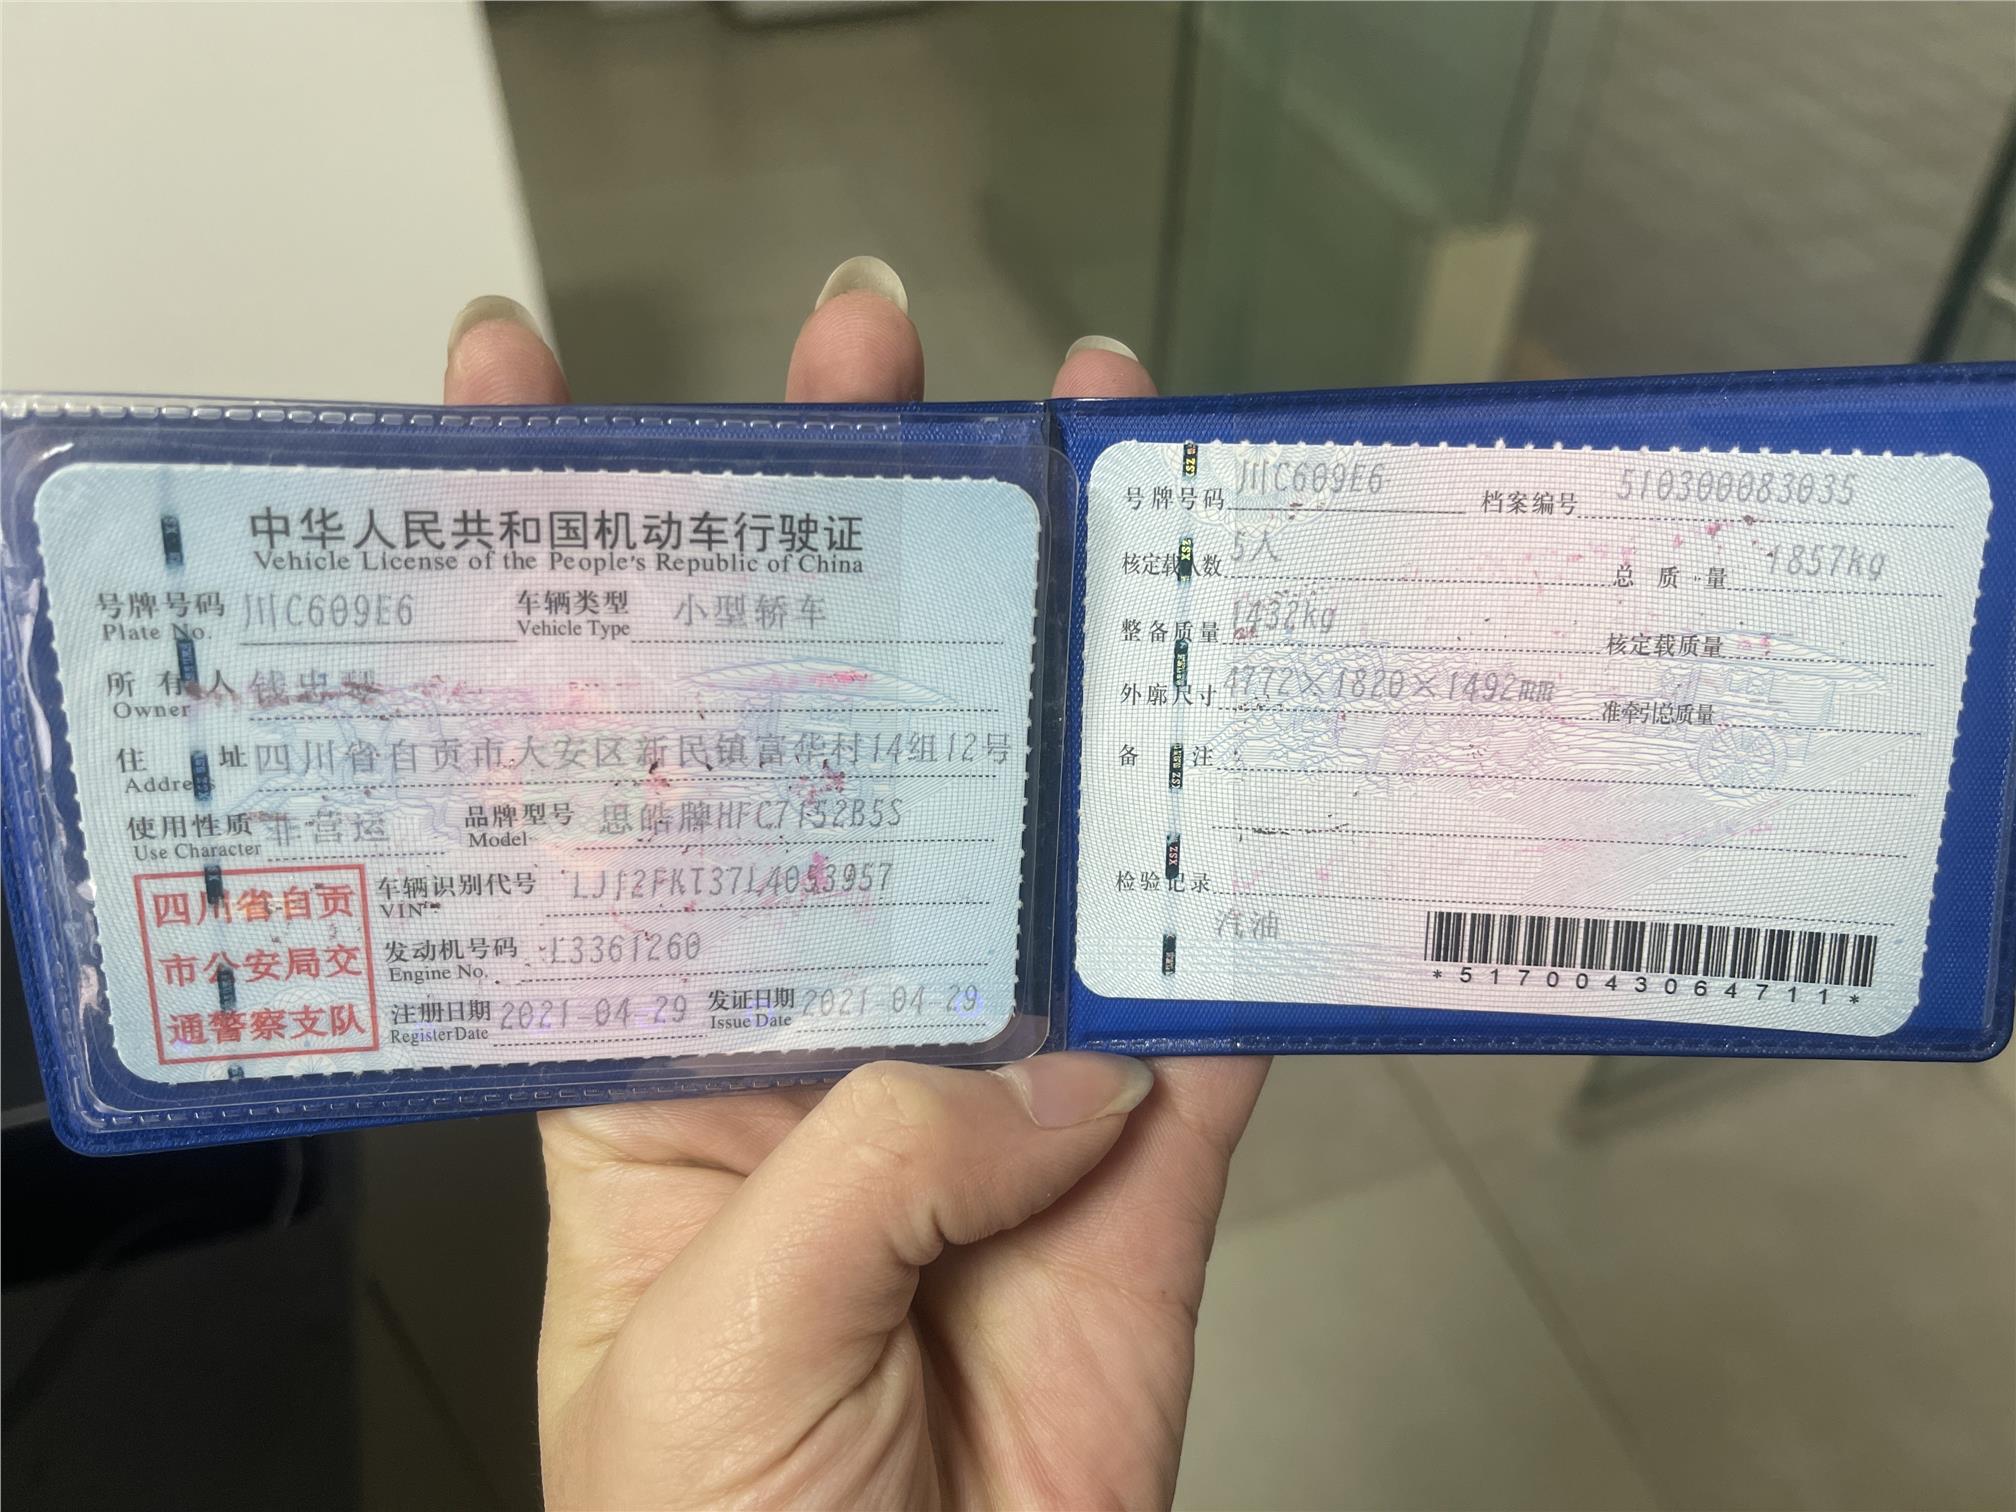 中华人民共和国机动车行驶证
Vehicle License of the People's Republic of China
号牌号码 川C609E6 车辆类型 小型轿车
Plate No. Vehicle Type
所有人 钱忠
Owner
住址 四川省自贡市大安区新民镇富华村14组12号
Address
使用性质 非营运 品牌型号 思皓牌HFC7152B5S
Use Character Model
四川省自贡
市公安局交
通警察支队
车辆识别代号 LJ12FKT37L4053957
VIN
发动机号码 L3361260
Engine No.
注册日期 2021-04-29 发证日期 2021-04-29
Register Date Issue Date
号牌号码 川C609E6 档案编号 510300083035
核定载人数 5人 总质量 1857kg
整备质量 1432kg 核定载质量
外廓尺寸 4772×1820×1492mm 准牵引总质量
备注
检验记录
汽油
*5170043064711*